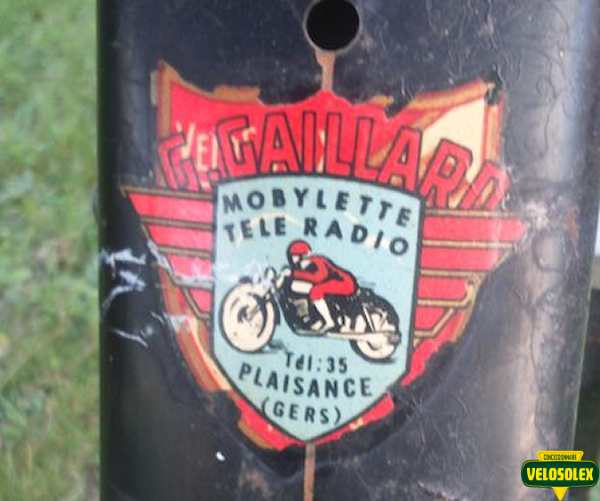 G. GAILLARD
MOBYLETTE
TELE RADIO
Tél: 35
PLAISANCE
(GERS)
CONCESSIONNAIRE
VELOSOLEX